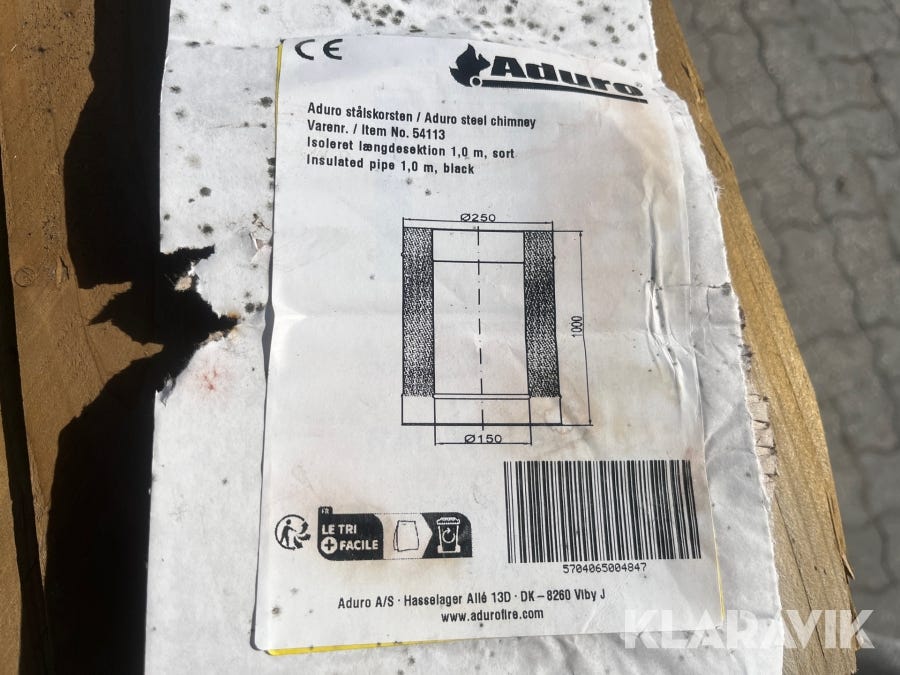 CE
Aduro®
Aduro stålskorsten / Aduro steel chimney
Varenr. / Item No. 54113
Isoleret længdesektion 1,0 m, sort
Insulated pipe 1,0 m, black
Ø250
1000
Ø150
FR
LE TRI
+ FACILE
5704065004847
Aduro A/S · Hasselager Allé 13D · DK – 8260 Viby J
www.adurofire.com
KLARAVIK